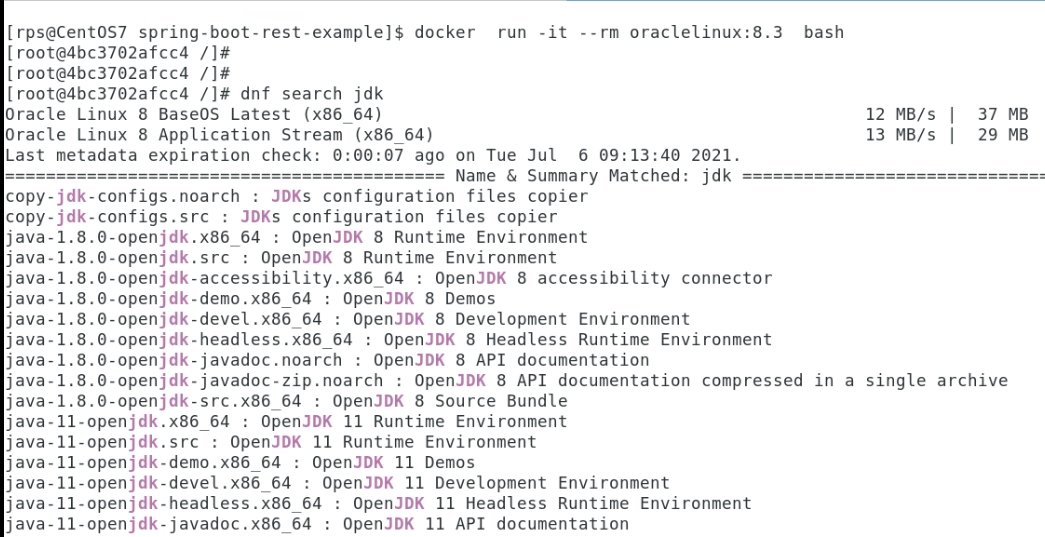 [rps@CentOS7 spring-boot-rest-example]$ docker  run -it --rm oraclelinux:8.3  bash
[root@4bc3702afcc4 /]#
[root@4bc3702afcc4 /]#
[root@4bc3702afcc4 /]# dnf search jdk
Oracle Linux 8 BaseOS Latest (x86_64)                                               12 MB/s |  37 MB
Oracle Linux 8 Application Stream (x86_64)                                          13 MB/s |  29 MB
Last metadata expiration check: 0:00:07 ago on Tue Jul  6 09:13:40 2021.
=========================================== Name & Summary Matched: jdk ==============================
copy-jdk-configs.noarch : JDKs configuration files copier
copy-jdk-configs.src : JDKs configuration files copier
java-1.8.0-openjdk.x86_64 : OpenJDK 8 Runtime Environment
java-1.8.0-openjdk.src : OpenJDK 8 Runtime Environment
java-1.8.0-openjdk-accessibility.x86_64 : OpenJDK 8 accessibility connector
java-1.8.0-openjdk-demo.x86_64 : OpenJDK 8 Demos
java-1.8.0-openjdk-devel.x86_64 : OpenJDK 8 Development Environment
java-1.8.0-openjdk-headless.x86_64 : OpenJDK 8 Headless Runtime Environment
java-1.8.0-openjdk-javadoc.noarch : OpenJDK 8 API documentation
java-1.8.0-openjdk-javadoc-zip.noarch : OpenJDK 8 API documentation compressed in a single archive
java-1.8.0-openjdk-src.x86_64 : OpenJDK 8 Source Bundle
java-11-openjdk.x86_64 : OpenJDK 11 Runtime Environment
java-11-openjdk.src : OpenJDK 11 Runtime Environment
java-11-openjdk-demo.x86_64 : OpenJDK 11 Demos
java-11-openjdk-devel.x86_64 : OpenJDK 11 Development Environment
java-11-openjdk-headless.x86_64 : OpenJDK 11 Headless Runtime Environment
java-11-openjdk-javadoc.x86_64 : OpenJDK 11 API documentation